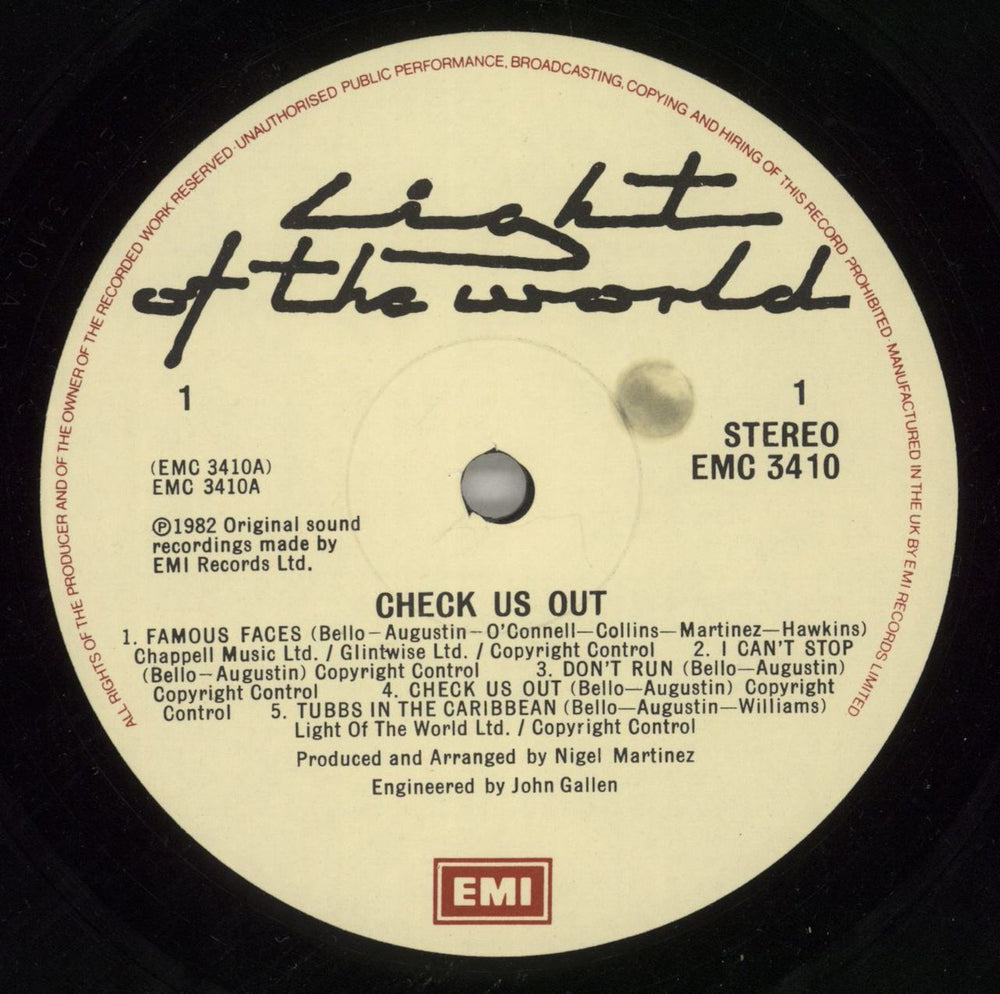 ALL RIGHTS OF THE PRODUCER AND OF THE OWNER OF THE RECORDED WORK RESERVED·UNAUTHORISED PUBLIC PERFORMANCE, BROADCASTING, COPYING AND HIRING OF THIS RECORD PROHIBITED·MANUFACTURED IN THE UK BY EMI RECORDS LIMITED
Light
of the world
1 1
STEREO
EMC 3410
(EMC 3410A)
EMC 3410A
℗1982 Original sound
recordings made by
EMI Records Ltd.
CHECK US OUT
1. FAMOUS FACES (Bello–Augustin–O'Connell–Collins–Martinez–Hawkins)
Chappell Music Ltd. / Glintwise Ltd. / Copyright Control 2. I CAN'T STOP
(Bello–Augustin) Copyright Control 3. DON'T RUN (Bello–Augustin)
Copyright Control 4. CHECK US OUT (Bello–Augustin) Copyright
Control 5. TUBBS IN THE CARIBBEAN (Bello–Augustin–Williams)
Light Of The World Ltd. / Copyright Control
Produced and Arranged by Nigel Martinez
Engineered by John Gallen
EMI